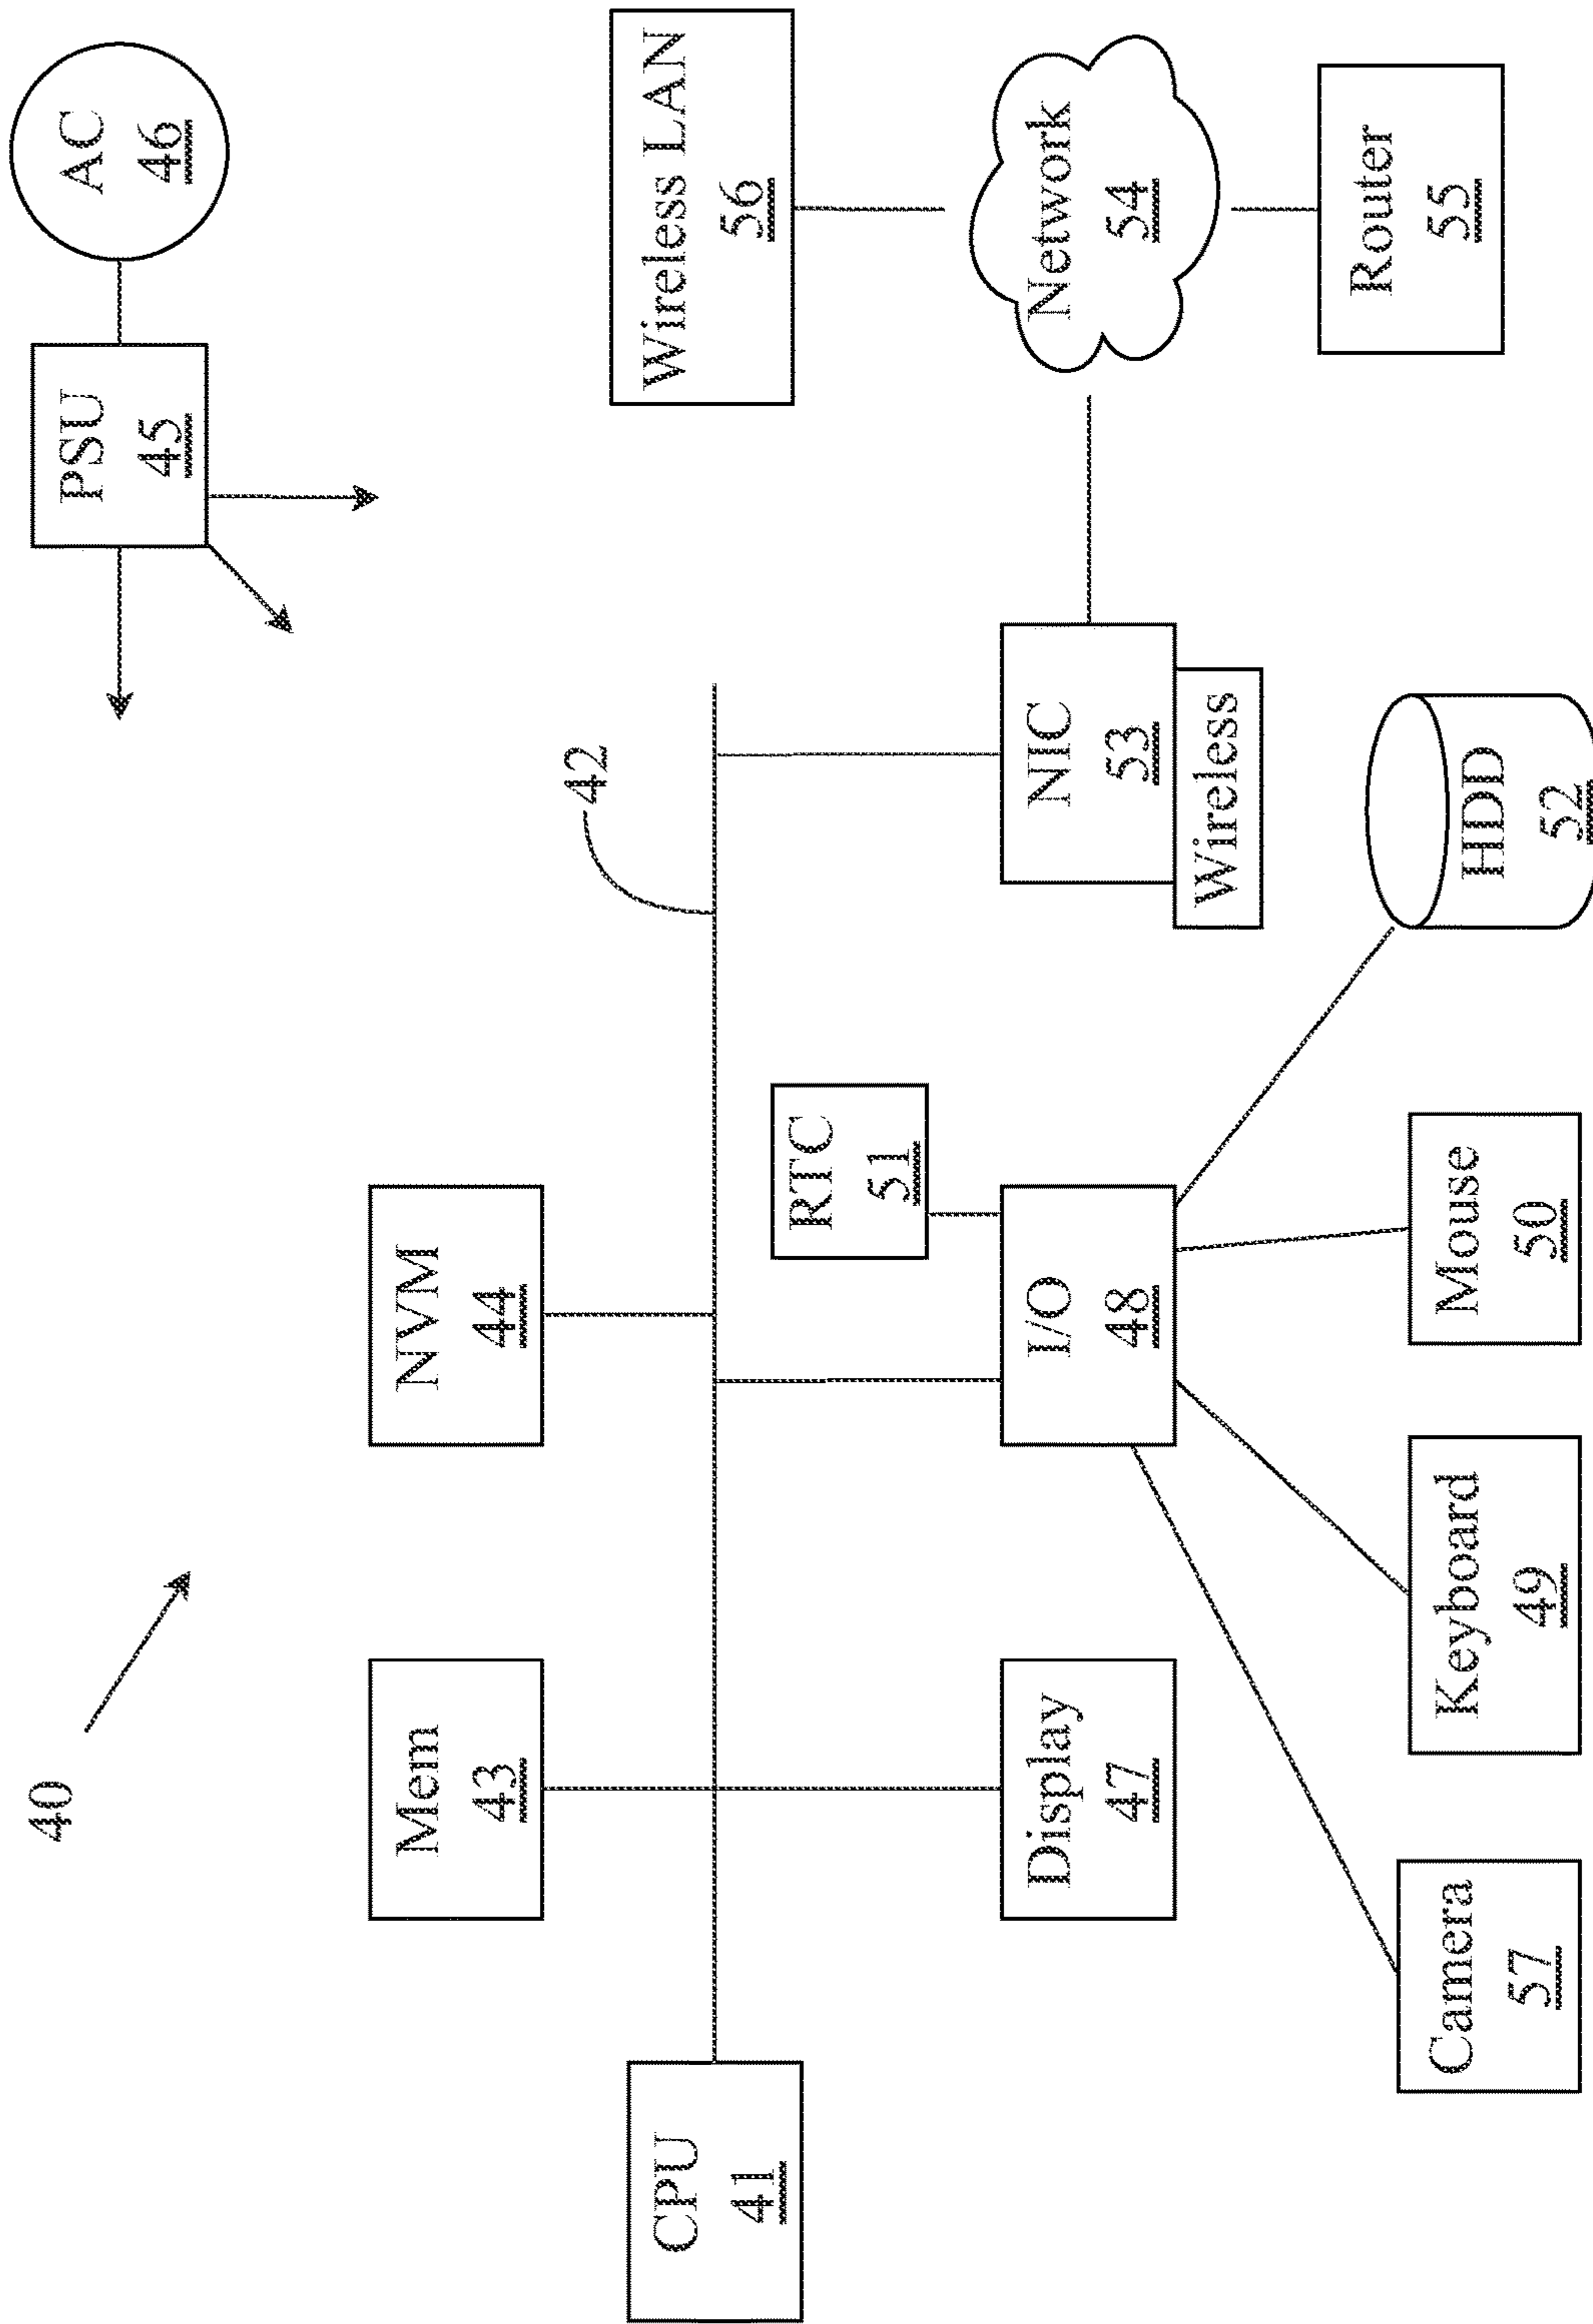 40
PSU
45
AC
46
Mem
43
NVM
44
42
Wireless LAN
56
CPU
41
RTC
51
Display
47
I/O
48
NIC
53
Wireless
Network
54
Camera
57
Keyboard
49
Mouse
50
HDD
52
Router
55